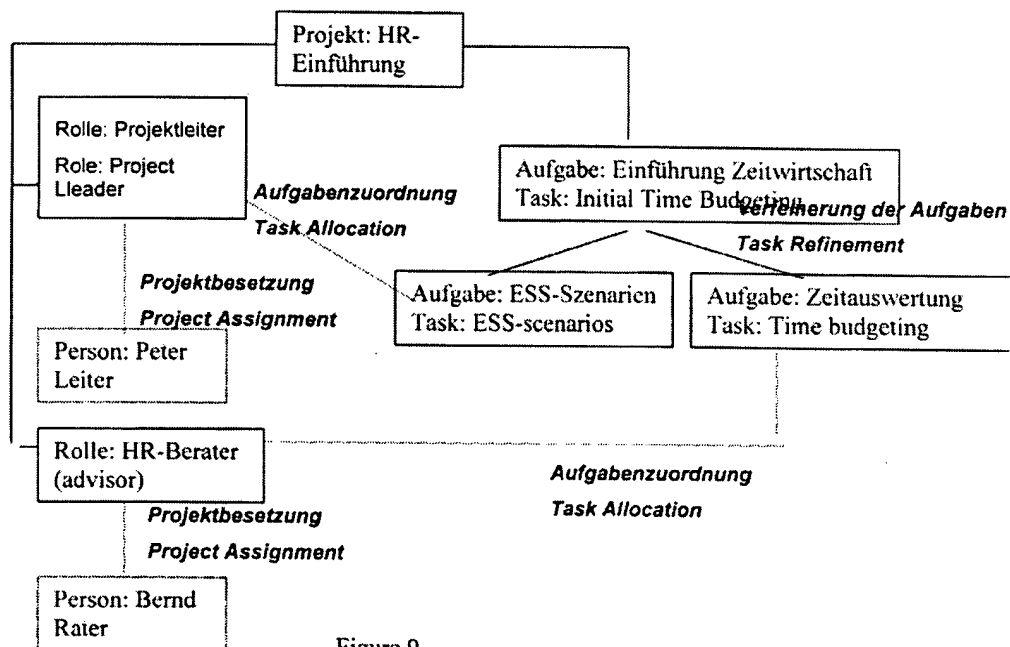 Projekt: HR-
Einführung
Rolle: Projektleiter
Role: Project
Lleader
Aufgabe: Einführung Zeitwirtschaft
Task: Initial Time Budgeting
Aufgabenzuordnung
Task Allocation
Verfeinerung der Aufgaben
Task Refinement
Projektbesetzung
Project Assignment
Aufgabe: ESS-Szenarien
Task: ESS-scenarios
Aufgabe: Zeitauswertung
Task: Time budgeting
Person: Peter
Leiter
Rolle: HR-Berater
(advisor)
Aufgabenzuordnung
Task Allocation
Projektbesetzung
Project Assignment
Person: Bernd
Rater
Figure 9